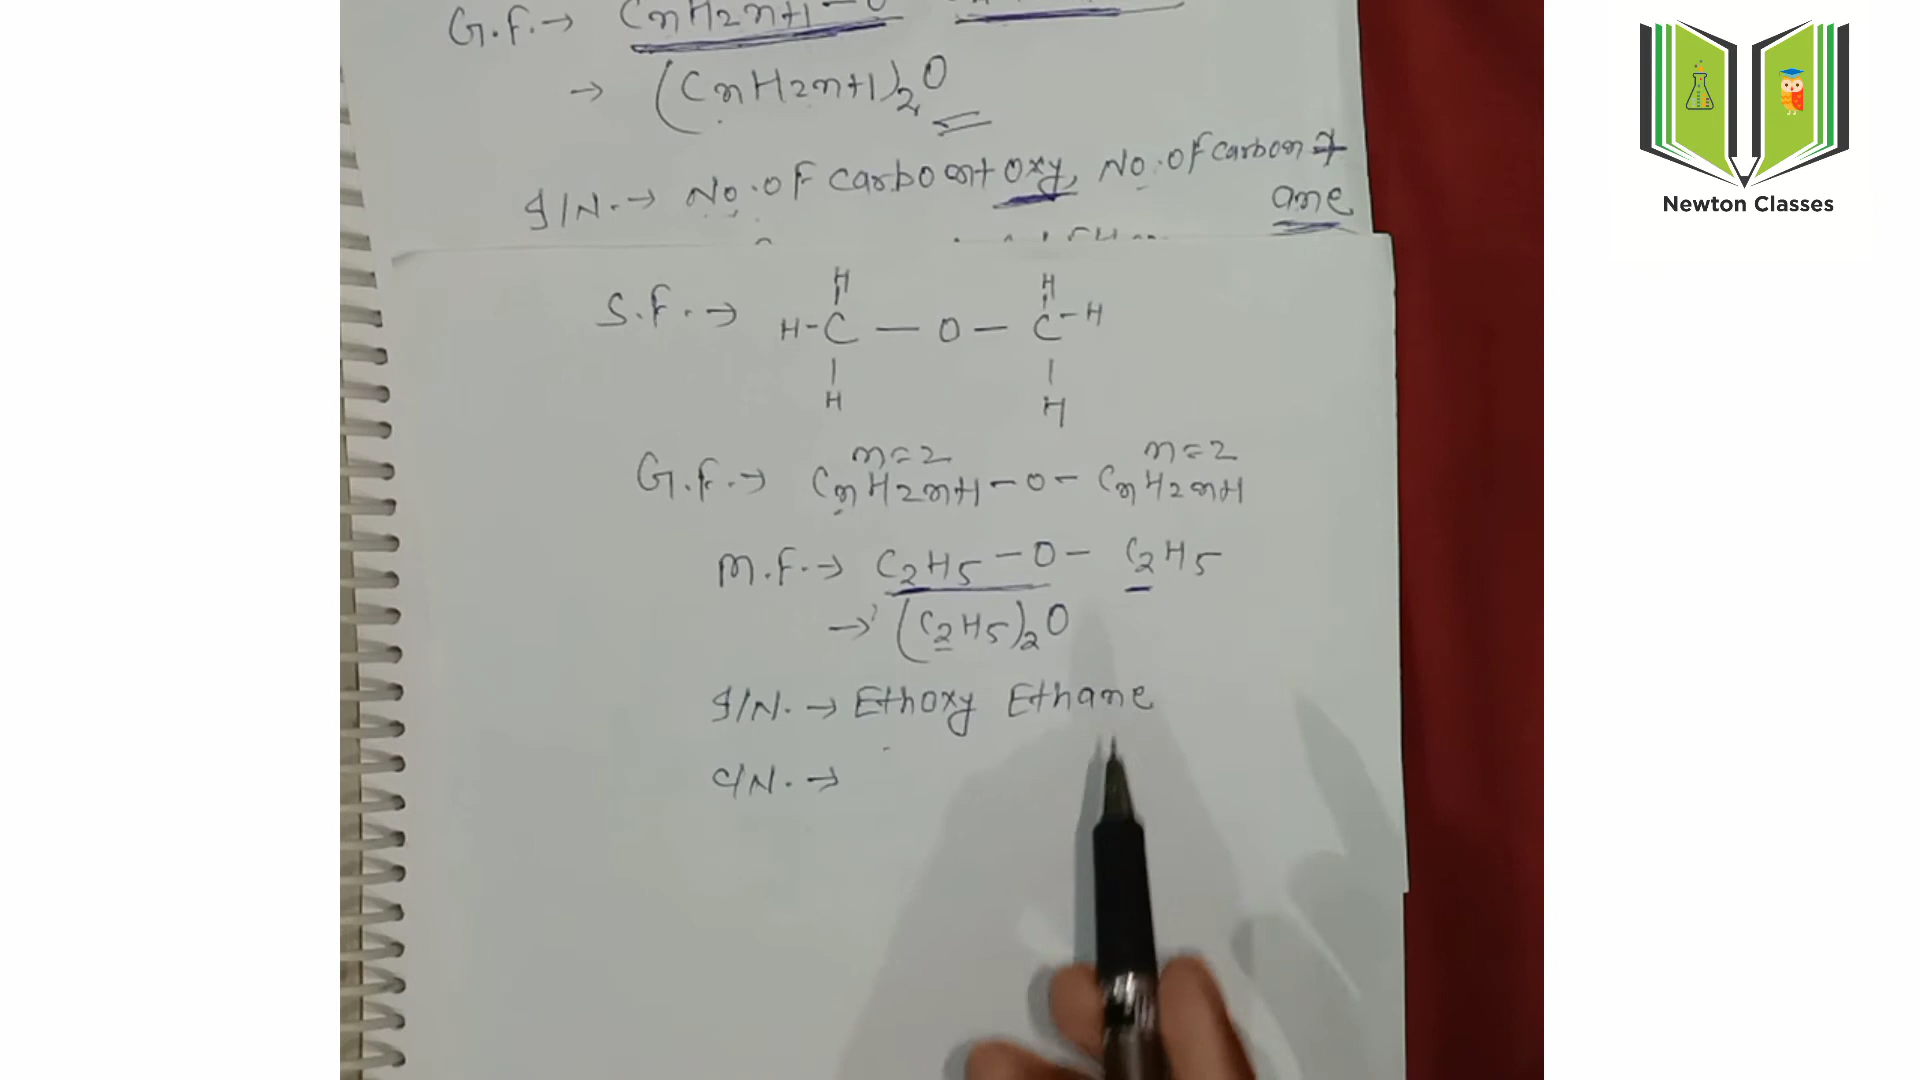 G.F. → CnH2n+1 - O
→ (CnH2n+1)2O
I/N. → No. of carbon + oxy, No. of carbon +
ane
S.F. →
H H
H-C — O — C-H
H H
n=2 n=2
G.F. → CnH2n+1 - O - CnH2n+1
M.F. → C2H5 - O - C2H5
→ (C2H5)2O
I/N. → Ethoxy Ethane
C/N. →
Newton Classes